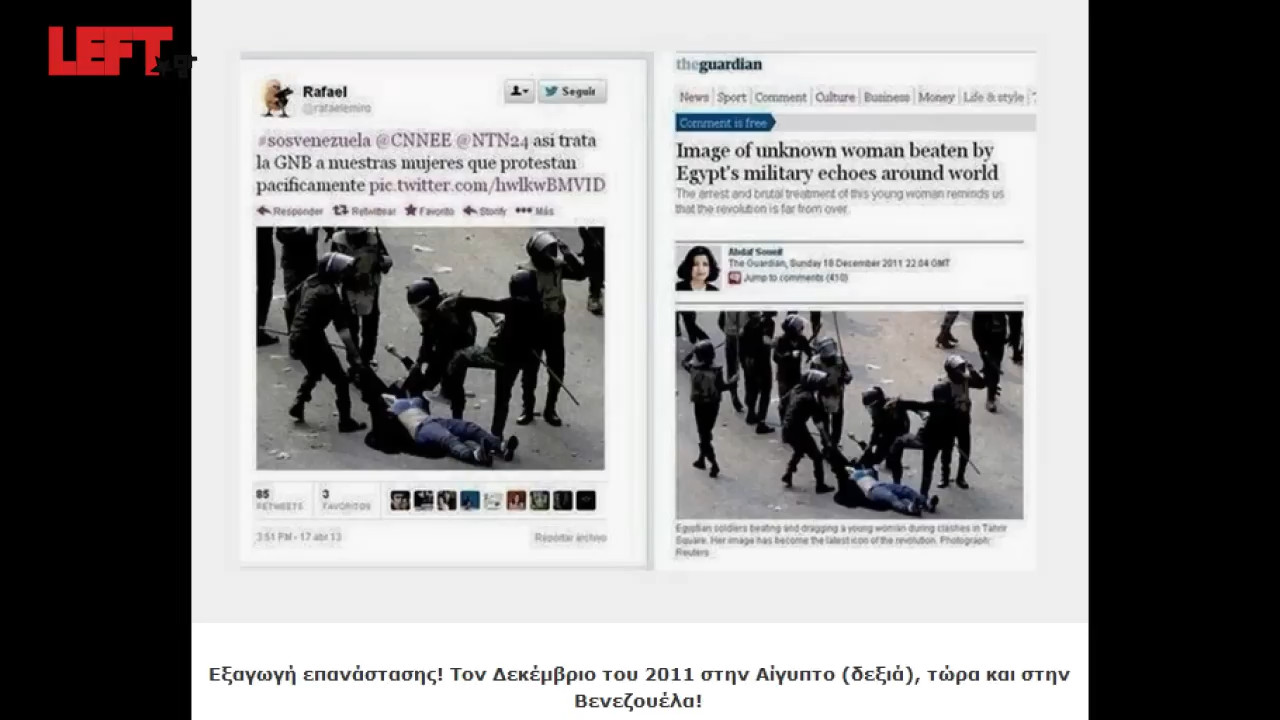 LEFT
.gr
Rafael
@rafaelemiro
Seguir
#sosvenezuela @CNNEE @NTN24 asi trata
la GNB a nuestras mujeres que protestan
pacificamente pic.twitter.com/hwlkwBMVID
Responder Retwittear Favorito Storify Más
85
RETWEETS
3
FAVORITOS
3:51 PM - 17 abr 13
Reportar archivo
theguardian
News Sport Comment Culture Business Money Life & style
Comment is free
Image of unknown woman beaten by
Egypt's military echoes around world
The arrest and brutal treatment of this young woman reminds us
that the revolution is far from over.
The Guardian, Sunday 18 December 2011 22.04 GMT
Jump to comments (410)
Egyptian soldiers beating and dragging a young woman during clashes in Tahrir
Square. Her image has become the latest icon of the revolution. Photograph:
Reuters
Εξαγωγή επανάστασης! Τον Δεκέμβριο του 2011 στην Αίγυπτο (δεξιά), τώρα και στην
Βενεζουέλα!